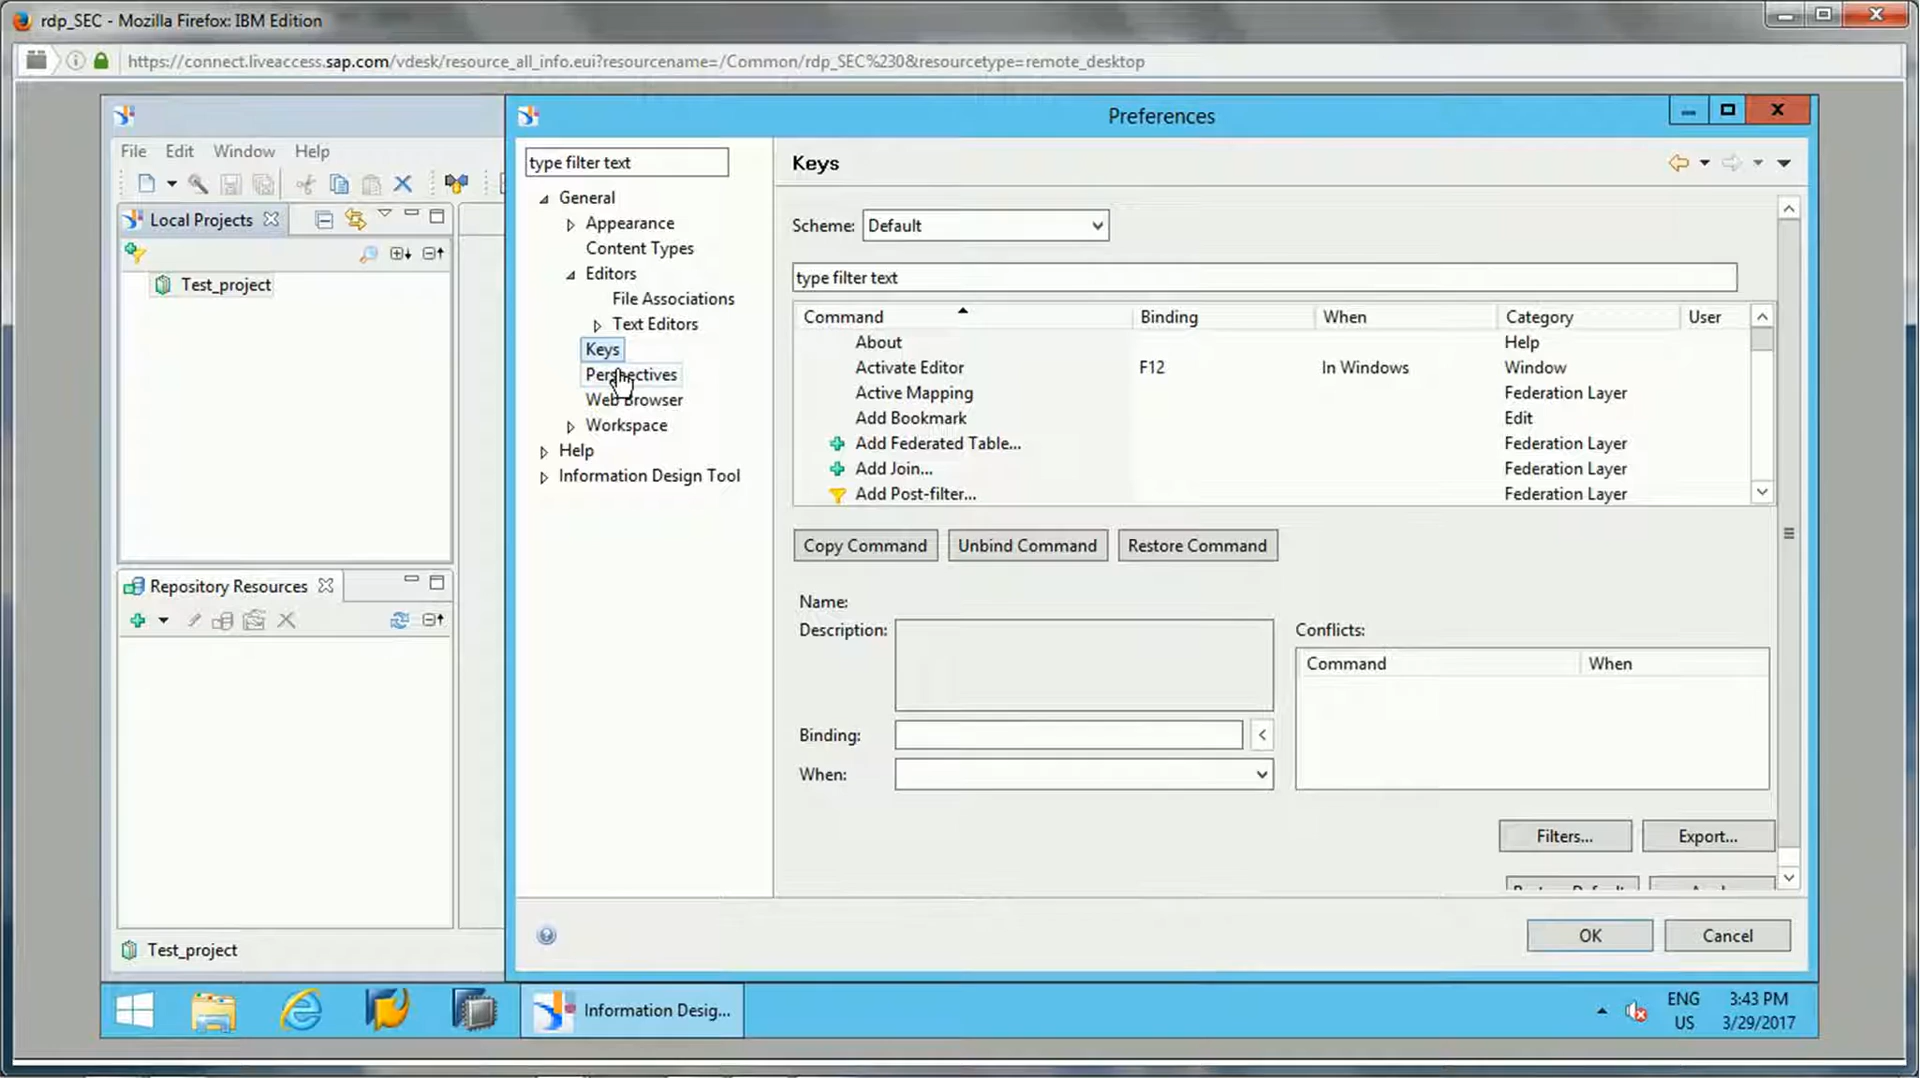 rdp_SEC - Mozilla Firefox: IBM Edition
https://connect.liveaccess.sap.com/vdesk/resource_all_info.eui?resourcename=/Common/rdp_SEC%230&resourcetype=remote_desktop
Preferences
File Edit Window Help
Local Projects
Test_project
Repository Resources
Test_project
type filter text
General
Appearance
Content Types
Editors
File Associations
Text Editors
Keys
Perspectives
Web Browser
Workspace
Help
Information Design Tool
Keys
Scheme: Default
type filter text
Command Binding When Category User
About Help
Activate Editor F12 In Windows Window
Active Mapping Federation Layer
Add Bookmark Edit
Add Federated Table... Federation Layer
Add Join... Federation Layer
Add Post-filter... Federation Layer
Copy Command Unbind Command Restore Command
Name:
Description:
Conflicts:
Command When
Binding:
<
When:
Filters... Export...
OK Cancel
Information Desig...
ENG 3:43 PM
US 3/29/2017